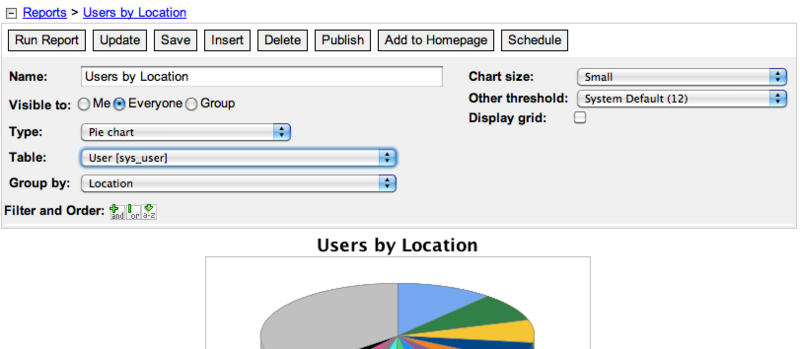 Reports > Users by Location
Run Report Update Save Insert Delete Publish Add to Homepage Schedule
Name: Users by Location Chart size: Small
Visible to: Me Everyone Group Other threshold: System Default (12)
Display grid:
Type: Pie chart
Table: User [sys_user]
Group by: Location
Filter and Order: and or a-z
Users by Location